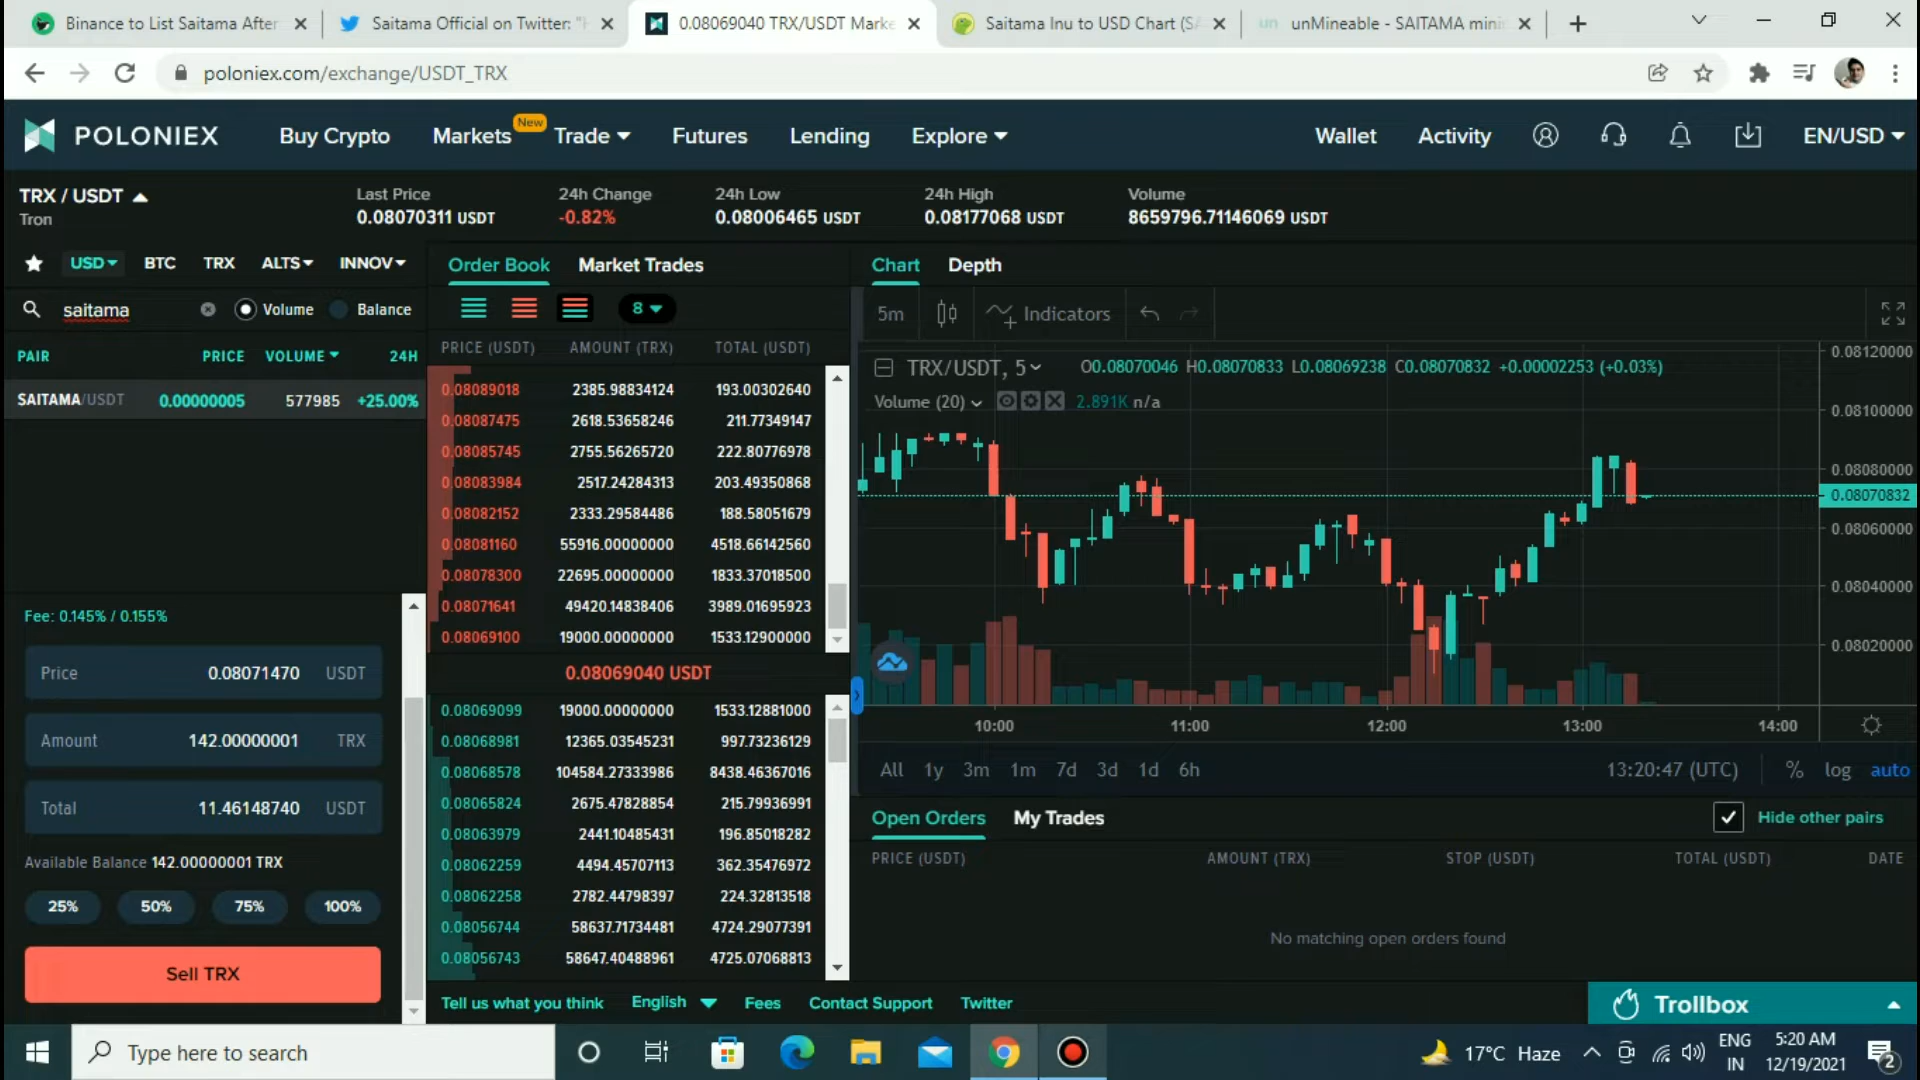 Binance to List Saitama After
Saitama Official on Twitter: "H
0.08069040 TRX/USDT Marke
Saitama Inu to USD Chart (SA
un unMineable - SAITAMA mini
poloniex.com/exchange/USDT_TRX
POLONIEX Buy Crypto Markets New Trade Futures Lending Explore Wallet Activity EN/USD
TRX / USDT
Tron
Last Price
0.08070311 USDT
24h Change
-0.82%
24h Low
0.08006465 USDT
24h High
0.08177068 USDT
Volume
8659796.71146069 USDT
USD BTC TRX ALTS INNOV
saitama Volume Balance
PAIR PRICE VOLUME 24H
SAITAMA/USDT 0.00000005 577985 +25.00%
Fee: 0.145% / 0.155%
Price 0.08071470 USDT
Amount 142.00000001 TRX
Total 11.46148740 USDT
Available Balance 142.00000001 TRX
25% 50% 75% 100%
Sell TRX
Order Book Market Trades
8
PRICE (USDT) AMOUNT (TRX) TOTAL (USDT)
0.08089018 2385.98834124 193.00302640
0.08087475 2618.53658246 211.77349147
0.08085745 2755.56265720 222.80776978
0.08083984 2517.24284313 203.49350868
0.08082152 2333.29584486 188.58051679
0.08081160 55916.00000000 4518.66142560
0.08078300 22695.00000000 1833.37018500
0.08071641 49420.14838406 3989.01695923
0.08069100 19000.00000000 1533.12900000
0.08069040 USDT
0.08069099 19000.00000000 1533.12881000
0.08068981 12365.03545231 997.73236129
0.08068578 104584.27333986 8438.46367016
0.08065824 2675.47828854 215.79936991
0.08063979 2441.10485431 196.85018282
0.08062259 4494.45707113 362.35476972
0.08062258 2782.44798397 224.32813518
0.08056744 58637.71734481 4724.29077391
0.08056743 58647.40488961 4725.07068813
Chart Depth
5m Indicators
TRX/USDT, 5 O0.08070046 H0.08070833 L0.08069238 C0.08070832 +0.00002253 (+0.03%)
Volume (20) 2.891K n/a
0.08120000
0.08100000
0.08080000
0.08070832
0.08060000
0.08040000
0.08020000
10:00 11:00 12:00 13:00 14:00
All 1y 3m 1m 7d 3d 1d 6h 13:20:47 (UTC) % log auto
Open Orders My Trades Hide other pairs
PRICE (USDT) AMOUNT (TRX) STOP (USDT) TOTAL (USDT) DATE
No matching open orders found
Tell us what you think English Fees Contact Support Twitter
Trollbox
Type here to search
17°C Haze
ENG
IN
5:20 AM
12/19/2021
2